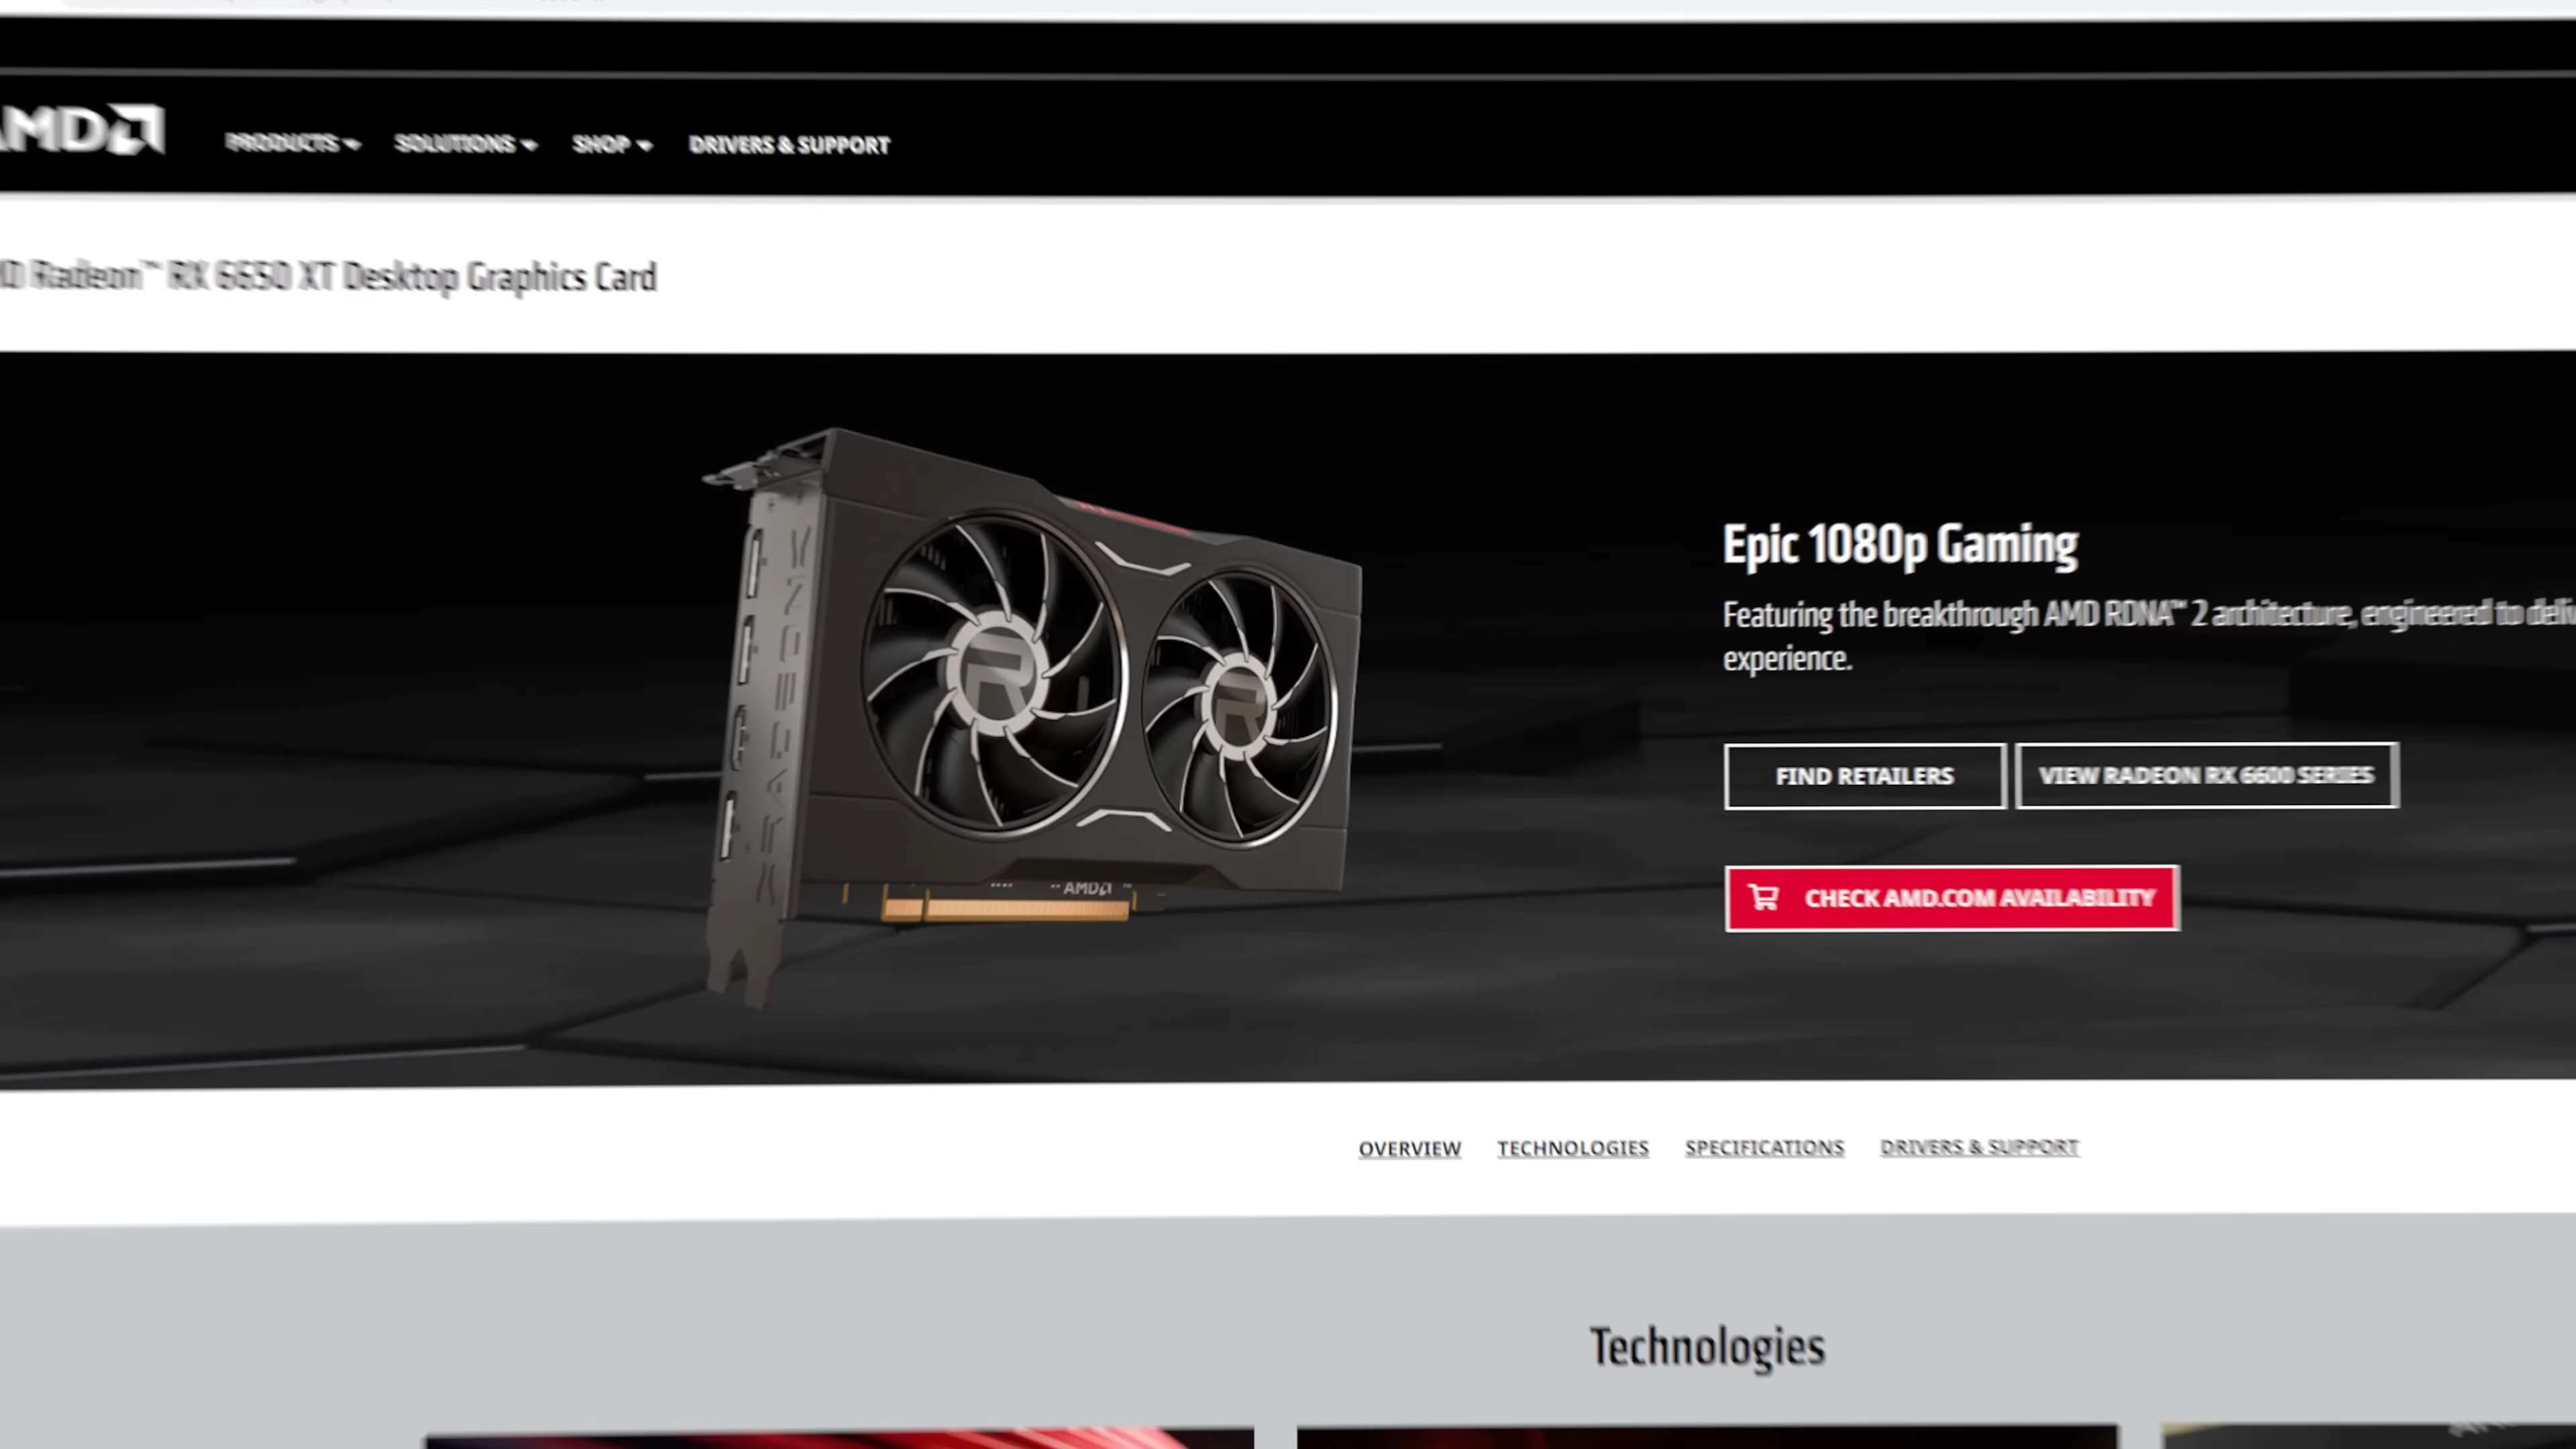 AMD
PRODUCTS SOLUTIONS SHOP DRIVERS & SUPPORT
Radeon™ RX 6650 XT Desktop Graphics Card
Epic 1080p Gaming
Featuring the breakthrough AMD RDNA™ 2 architecture, engineered to
experience.
FIND RETAILERS VIEW RADEON RX 6600 SERIES
CHECK AMD.COM AVAILABILITY
AMD
OVERVIEW TECHNOLOGIES SPECIFICATIONS DRIVERS & SUPPORT
Technologies